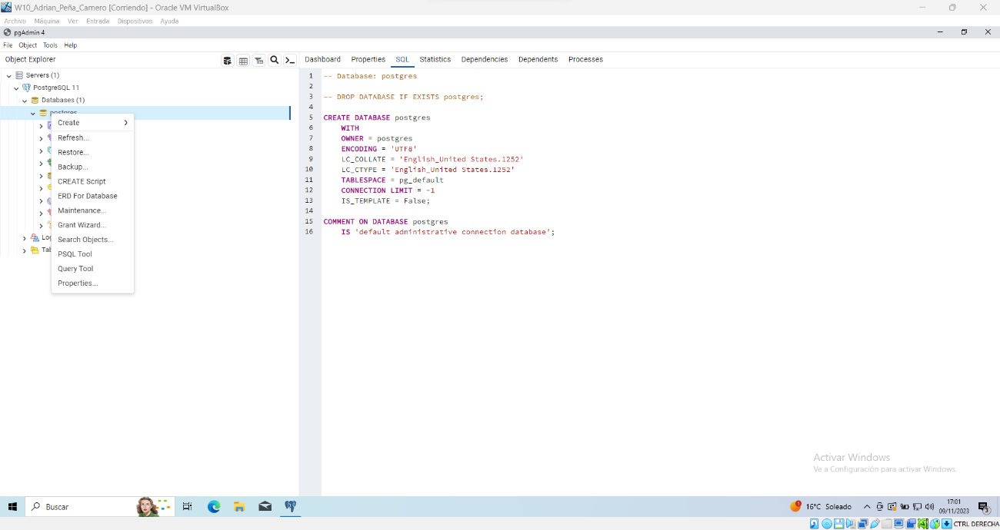 W10_Adrian_Peña_Carnero [Corriendo] - Oracle VM VirtualBox
Archivo Máquina Ver Entrada Dispositivos Ayuda
pgAdmin 4
File Object Tools Help
Object Explorer
Dashboard Properties SQL Statistics Dependencies Dependents Processes
Servers (1)
PostgreSQL 11
Databases (1)
postgres
Create
Refresh...
Restore...
Backup...
CREATE Script
ERD For Database
Maintenance...
Grant Wizard...
Search Objects...
PSQL Tool
Query Tool
Properties...
Log
Tab
1 -- Database: postgres
2
3 -- DROP DATABASE IF EXISTS postgres;
4
5 CREATE DATABASE postgres
6 WITH
7 OWNER = postgres
8 ENCODING = 'UTF8'
9 LC_COLLATE = 'English_United States.1252'
10 LC_CTYPE = 'English_United States.1252'
11 TABLESPACE = pg_default
12 CONNECTION LIMIT = -1
13 IS_TEMPLATE = False;
14
15 COMMENT ON DATABASE postgres
16 IS 'default administrative connection database';
Activar Windows
Ve a Configuración para activar Windows.
Buscar
1
16°C Soleado
17:01
09/11/2023
3
CTRL DERECHA